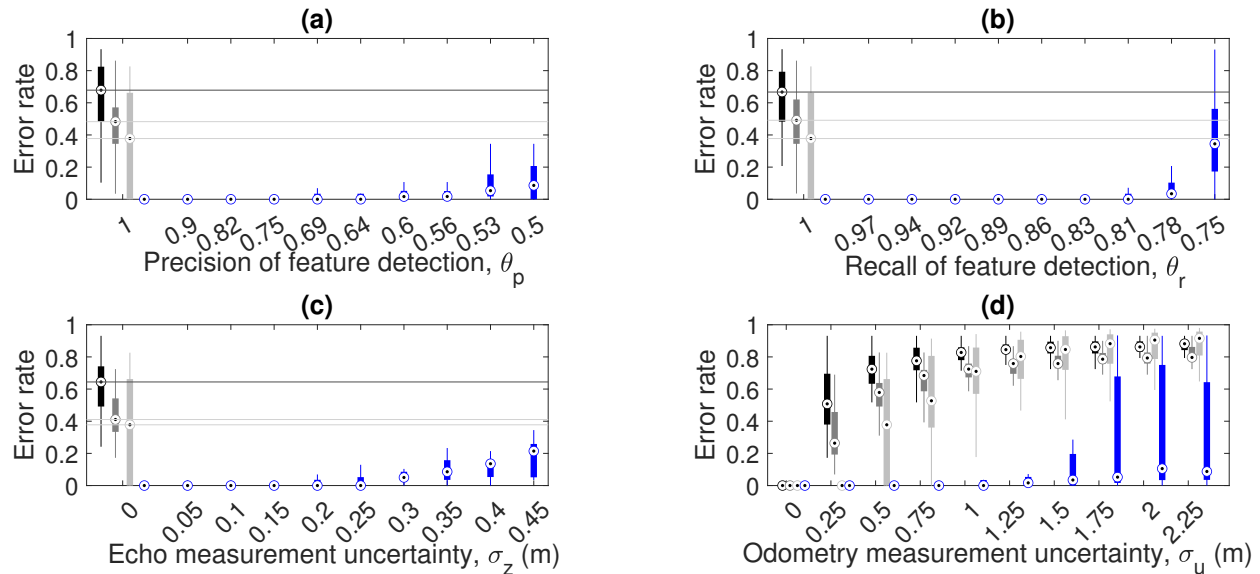 (a)
Error rate
1
0.8
0.6
0.4
0.2
0
1 0.9 0.82 0.75 0.69 0.64 0.6 0.56 0.53 0.5
Precision of feature detection, θp
(b)
Error rate
1
0.8
0.6
0.4
0.2
0
1 0.97 0.94 0.92 0.89 0.86 0.83 0.81 0.78 0.75
Recall of feature detection, θr
(c)
Error rate
1
0.8
0.6
0.4
0.2
0
0 0.05 0.1 0.15 0.2 0.25 0.3 0.35 0.4 0.45
Echo measurement uncertainty, σz (m)
(d)
Error rate
1
0.8
0.6
0.4
0.2
0
0 0.25 0.5 0.75 1 1.25 1.5 1.75 2 2.25
Odometry measurement uncertainty, σu (m)